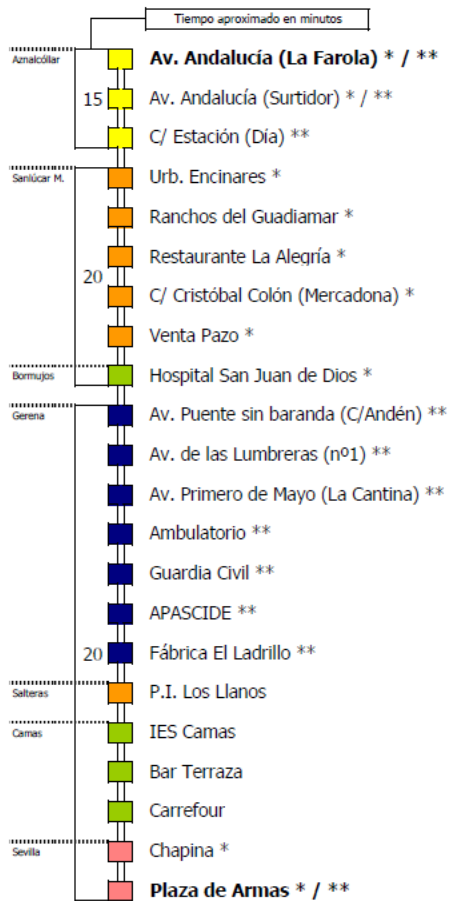 Tiempo aproximado en minutos
Aznalcóllar
Av. Andalucía (La Farola) * / **
15
Av. Andalucía (Surtidor) * / **
C/ Estación (Día) **
Sanlúcar M.
Urb. Encinares *
Ranchos del Guadiamar *
Restaurante La Alegría *
20
C/ Cristóbal Colón (Mercadona) *
Venta Pazo *
Bormujos
Hospital San Juan de Dios *
Gerena
Av. Puente sin baranda (C/Andén) **
Av. de las Lumbreras (nº1) **
Av. Primero de Mayo (La Cantina) **
Ambulatorio **
Guardia Civil **
APASCIDE **
20
Fábrica El Ladrillo **
Salteras
P.I. Los Llanos
Camas
IES Camas
Bar Terraza
Carrefour
Sevilla
Chapina *
Plaza de Armas * / **